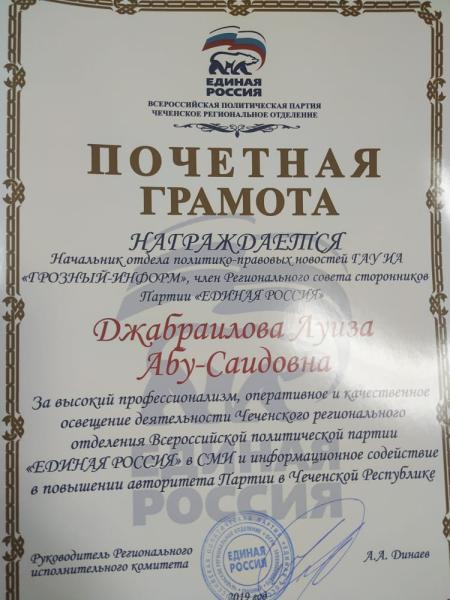 ЕДИНАЯ
РОССИЯ
ВСЕРОССИЙСКАЯ ПОЛИТИЧЕСКАЯ ПАРТИЯ
ЧЕЧЕНСКОЕ РЕГИОНАЛЬНОЕ ОТДЕЛЕНИЕ
ПОЧЕТНАЯ
ГРАМОТА
НАГРАЖДАЕТСЯ
Начальник отдела политико-правовых новостей ГАУ ИА
«ГРОЗНЫЙ-ИНФОРМ», член Регионального совета сторонников
Партии «ЕДИНАЯ РОССИЯ»
Джабраилова Луиза
Абу-Саидовна
За высокий профессионализм, оперативное и качественное
освещение деятельности Чеченского регионального
отделения Всероссийской политической партии
«ЕДИНАЯ РОССИЯ» в СМИ и информационное содействие
в повышении авторитета Партии в Чеченской Республике
ЕДИНАЯ
РОССИЯ
Руководитель Регионального
исполнительного комитета
ЕДИНАЯ
РОССИЯ
А.А. Динаев
2019 год